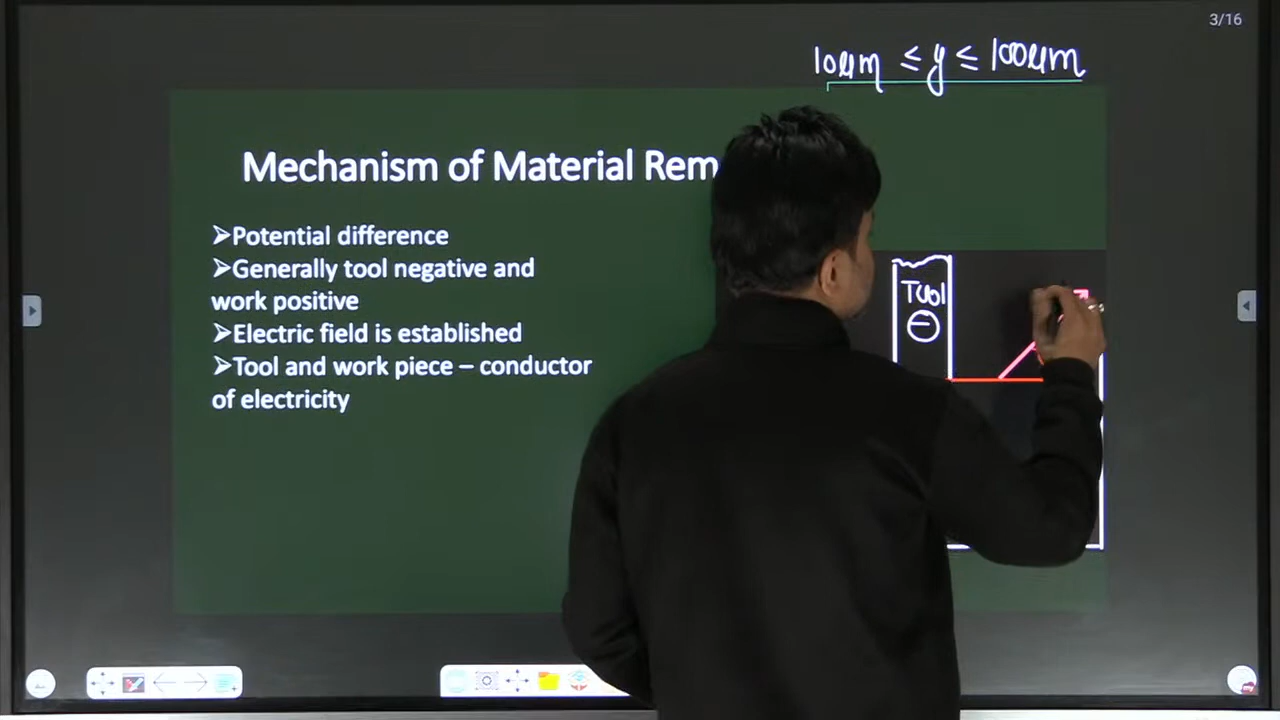 3/16
10µm ≤ y ≤ 100µm
Mechanism of Material Rem
➢Potential difference
➢Generally tool negative and
work positive
➢Electric field is established
➢Tool and work piece – conductor
of electricity
Tool
−